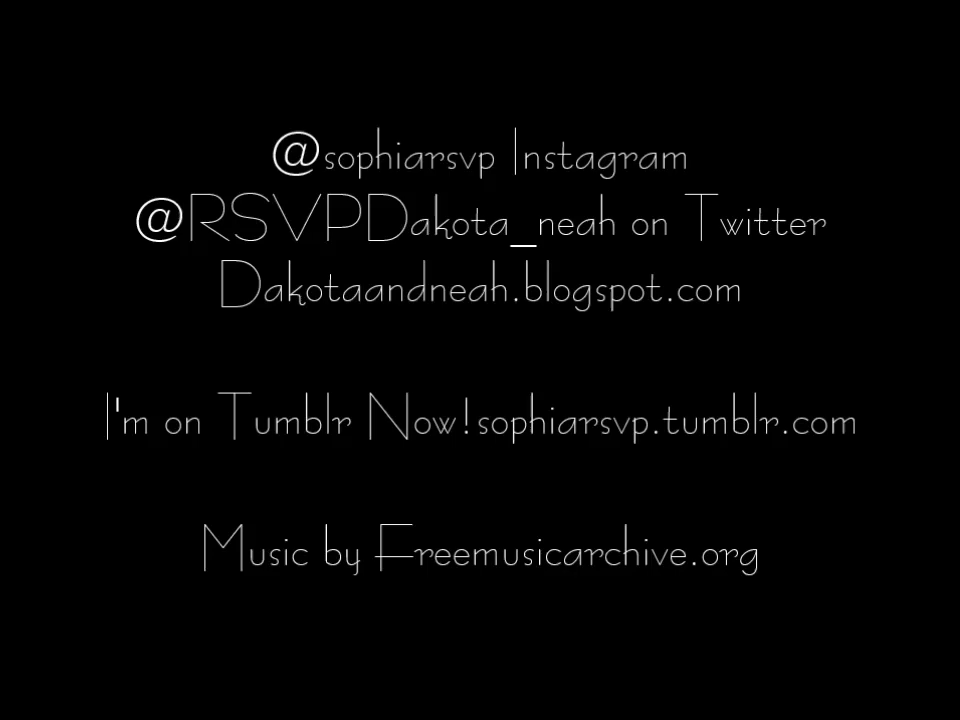 @sophiarsvp Instagram
@RSVPDakota_neah on Twitter
Dakotaandneah.blogspot.com
I'm on Tumblr Now!sophiarsvp.tumblr.com
Music by Freemusicarchive.org